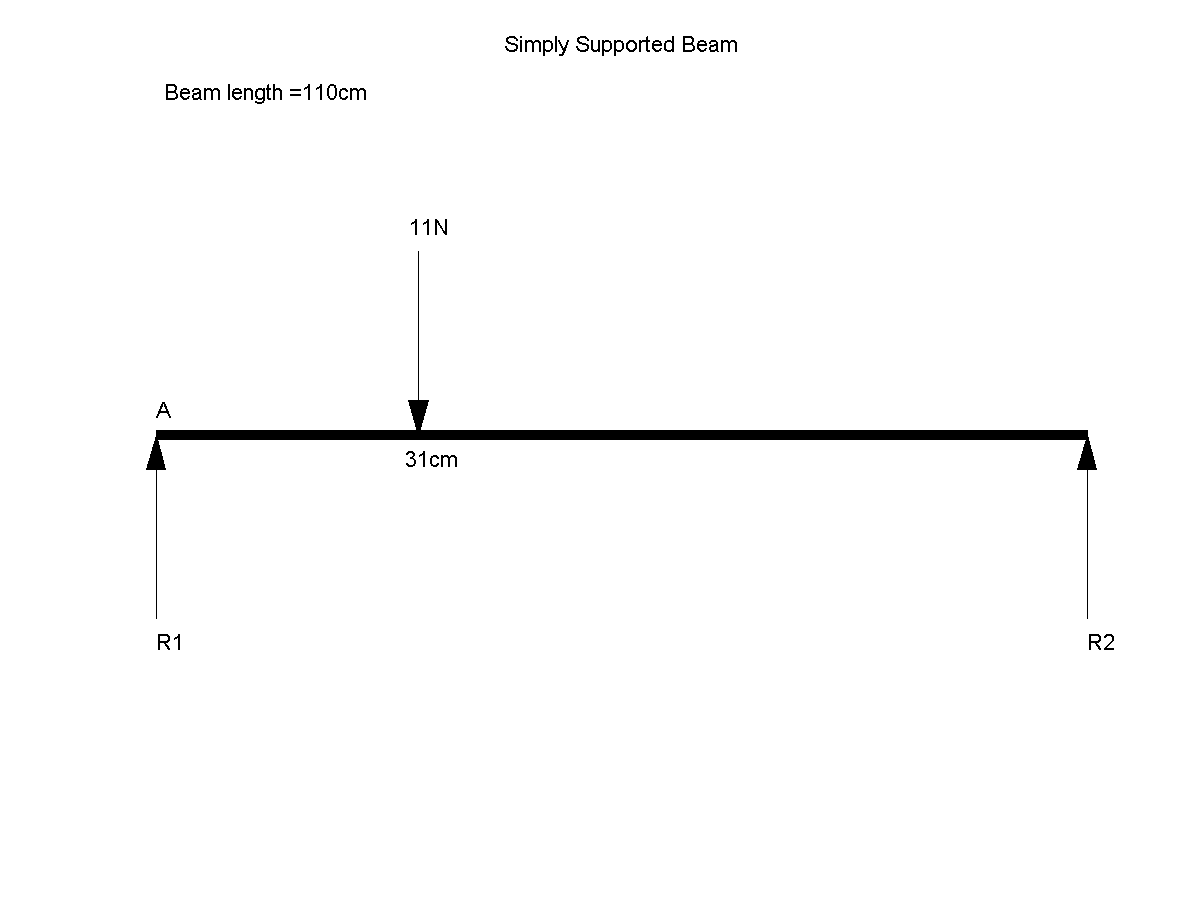 Simply Supported Beam
Beam length =110cm
11N
A
31cm
R1
R2